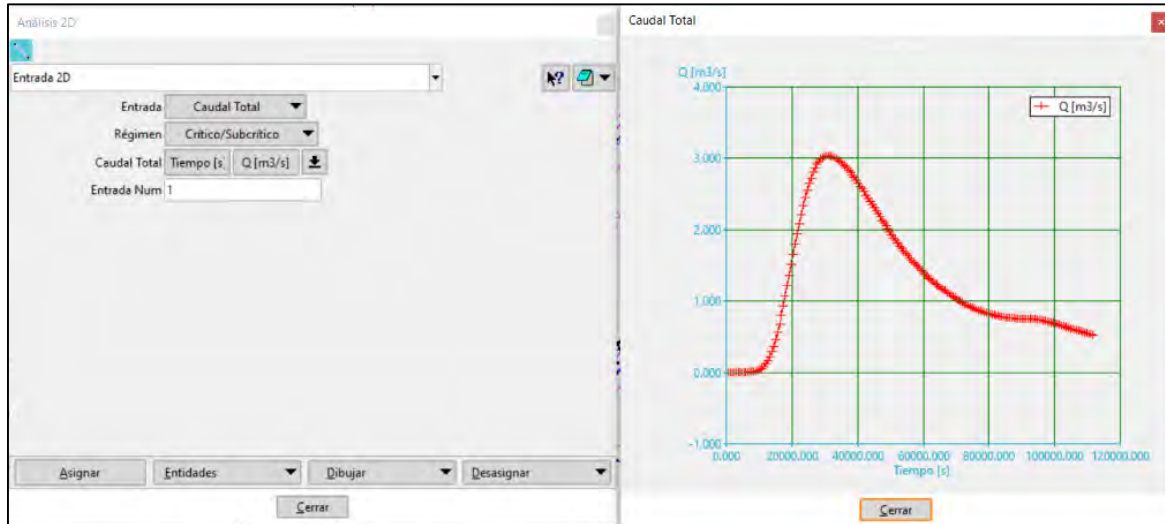 Análisis 2D
Entrada 2D
Entrada Caudal Total
Régimen Crítico/Subcrítico
Caudal Total Tiempo [s, Q [m3/s]
Entrada Num 1
Asignar Entidades Dibujar Desasignar
Cerrar
Caudal Total
Q [m3/s]
4.000
Q [m3/s]
3.000
2.000
1.000
0.000
-1.000
0.000 20000.000 40000.000 60000.000 80000.000 100000.000 120000.000
Tiempo [s]
Cerrar